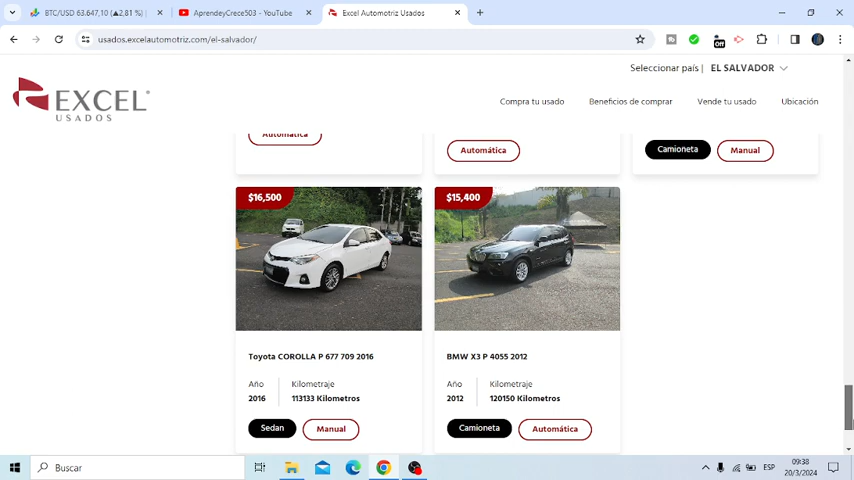 BTC/USD 63.647,10 (▲2,81 %)
AprendeyCrece503 - YouTube
Excel Automotriz Usados
usados.excelautomotriz.com/el-salvador/
Off
Seleccionar país | EL SALVADOR
EXCEL
USADOS
Compra tu usado
Beneficios de comprar
Vende tu usado
Ubicación
Automática
Automática
Camioneta
Manual
$16,500
$15,400
Toyota COROLLA P 677 709 2016
BMW X3 P 4055 2012
Año
Kilometraje
Año
Kilometraje
2016
113133 Kilometros
2012
120150 Kilometros
Sedan
Manual
Camioneta
Automática
Buscar
ESP
09:38
20/3/2024